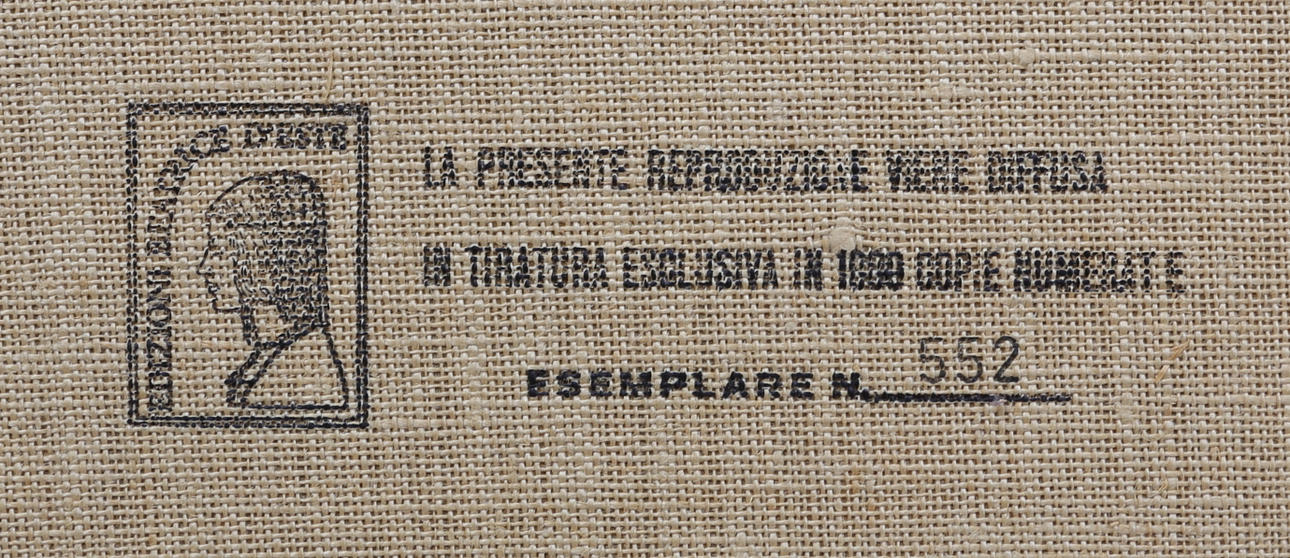 EDIZIONI BEATRICE D'ESTE
LA PRESENTE REPRODUZIONE VIENE DIFFUSA
IN TIRATURA ESCLUSIVA IN 1000 COPIE NUMERATE
ESEMPLARE N. 552